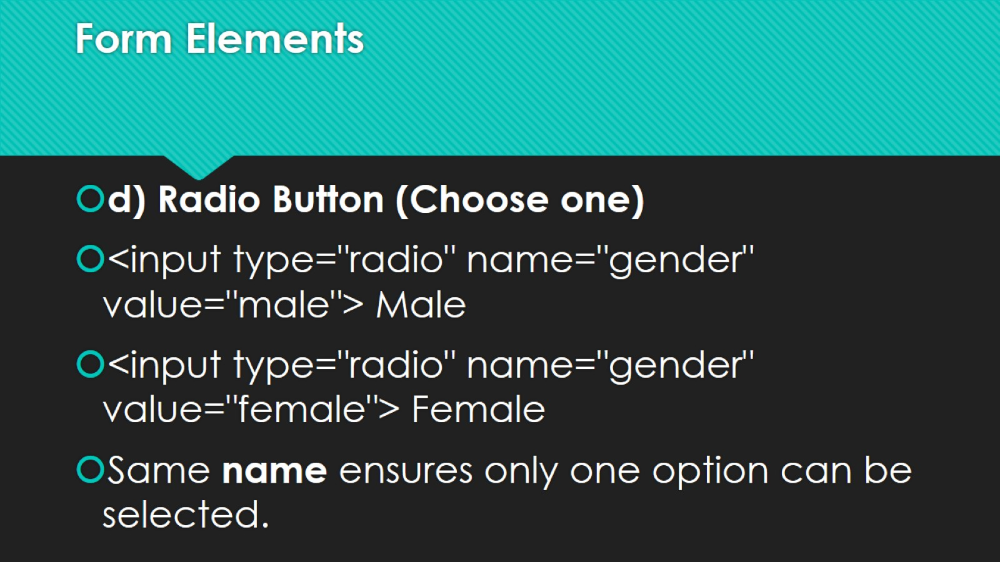 Form Elements
d) Radio Button (Choose one)
<input type="radio" name="gender"
value="male"> Male
<input type="radio" name="gender"
value="female"> Female
Same name ensures only one option can be
selected.